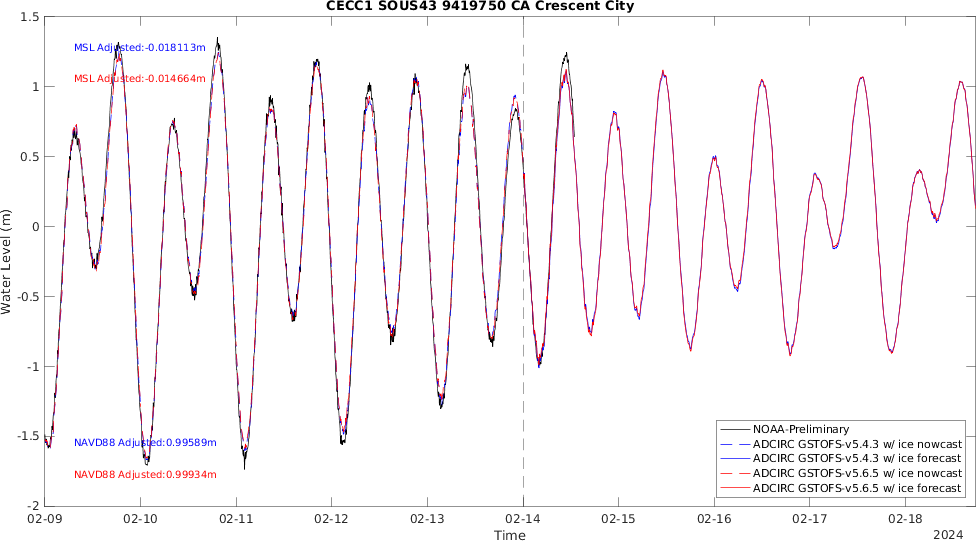 CECC1 SOUS43 9419750 CA Crescent City
1.5
MSL Adjusted:-0.018113m
MSL Adjusted:-0.014664m
1
0.5
0
-0.5
-1
-1.5
-2
Water Level (m)
NAVD88 Adjusted:0.99589m
NAVD88 Adjusted:0.99934m
NOAA-Preliminary
ADCIRC GSTOFS-v5.4.3 w/ ice nowcast
ADCIRC GSTOFS-v5.4.3 w/ ice forecast
ADCIRC GSTOFS-v5.6.5 w/ ice nowcast
ADCIRC GSTOFS-v5.6.5 w/ ice forecast
02-09 02-10 02-11 02-12 02-13 02-14 02-15 02-16 02-17 02-18
Time
2024